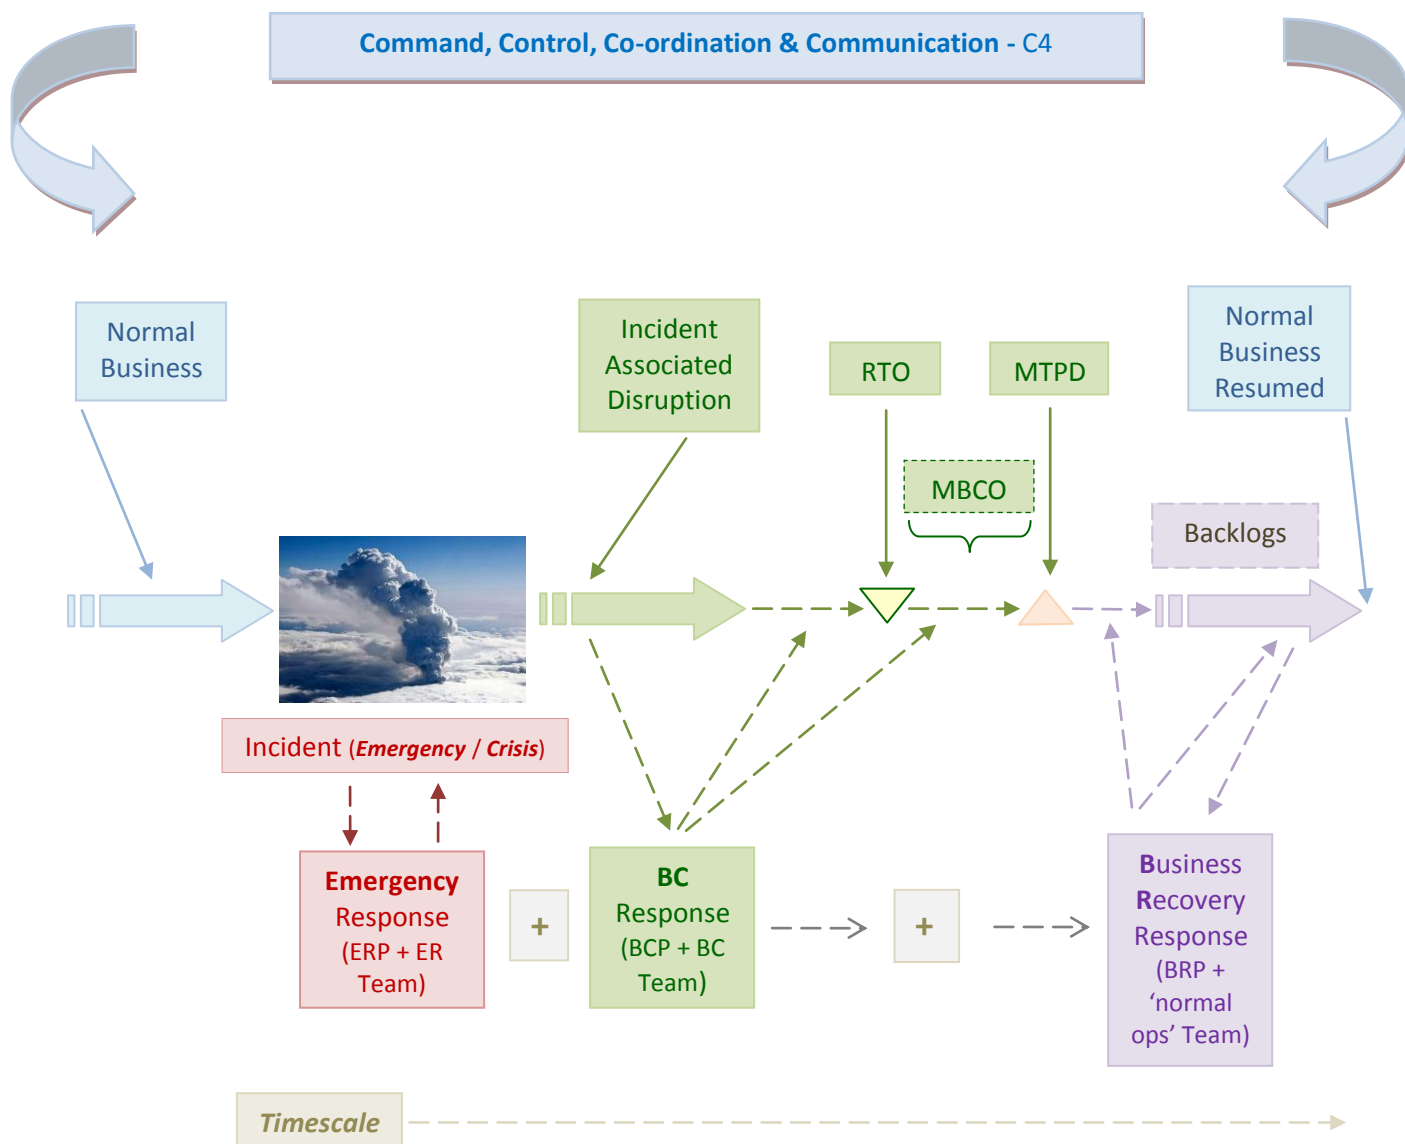 Command, Control, Co-ordination & Communication - C4
Normal
Business
Incident
Associated
Disruption
RTO
MTPD
Normal
Business
Resumed
MBCO
Backlogs
Incident (Emergency / Crisis)
Emergency
Response
(ERP + ER
Team)
+
BC
Response
(BCP + BC
Team)
+
Business
Recovery
Response
(BRP +
‘normal
ops’ Team)
Timescale